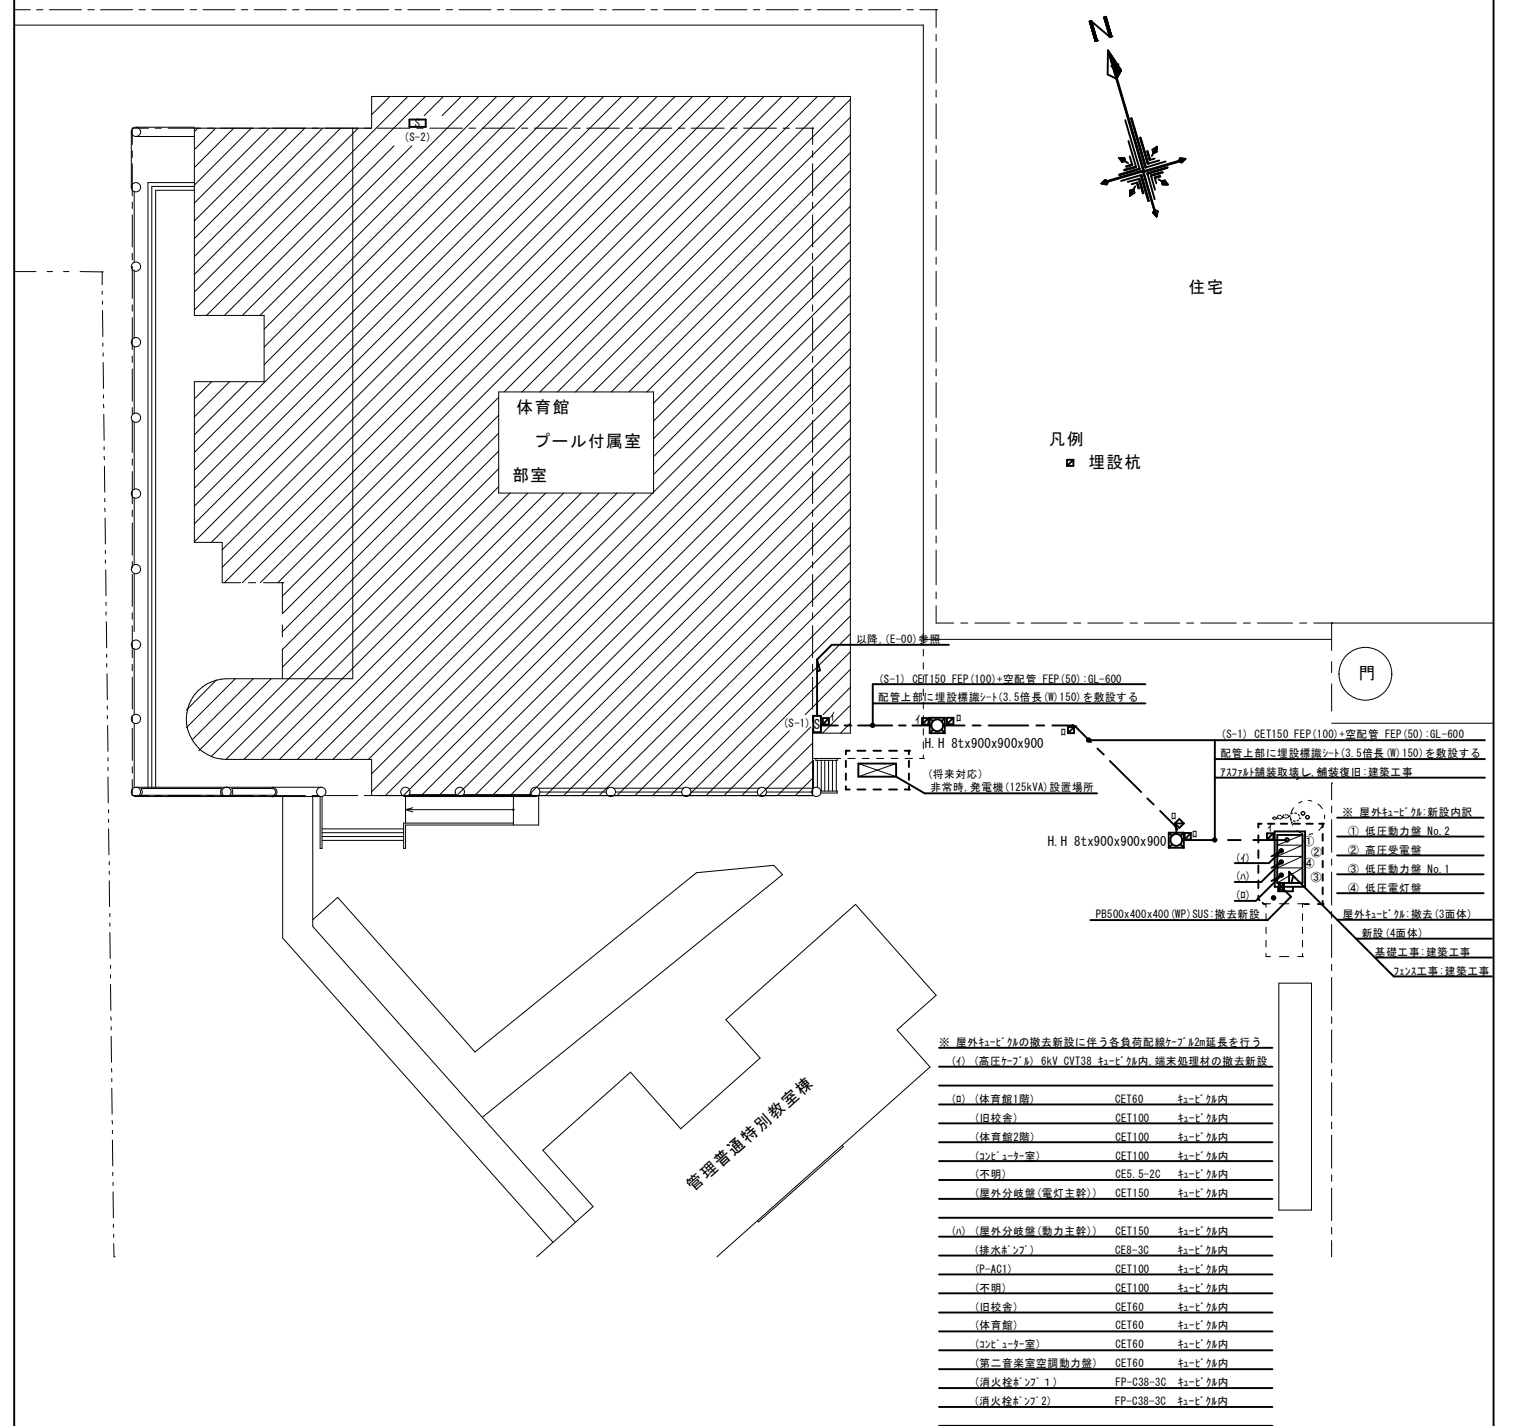 N
(S-2)
住宅
体育館
プール付属室
部室
凡例
埋設杭
以降、(E-00)参照
門
(S-1) CET150 FEP(100)+空配管 FEP(50):GL-600
配管上部に埋設標識シート(3.5倍長(W)150)を敷設する
(S-1)
S
イ
ロ
ロ
H.H 8tx900x900x900
(S-1) CET150 FEP(100)+空配管 FEP(50):GL-600
配管上部に埋設標識シート(3.5倍長(W)150)を敷設する
アスファルト舗装取壊し、舗装復旧:建築工事
(将来対応)
非常時、発電機(125kVA)設置場所
ロ
ロ
H.H 8tx900x900x900
イ
※ 屋外キュービクル:新設内訳
① 低圧動力盤 No.2
② 高圧受電盤
③ 低圧動力盤 No.1
④ 低圧電灯盤
①
②
④
③
(イ)
(ハ)
(ロ)
PB500x400x400(WP)SUS:撤去新設
屋外キュービクル:撤去(3面体)
新設(4面体)
基礎工事:建築工事
フェンス工事:建築工事
管理普通特別教室棟
※ 屋外キュービクルの撤去新設に伴う各負荷配線ケーブル2m延長を行う
(イ) (高圧ケーブル) 6kV CVT38 キュービクル内、端末処理材の撤去新設
(ロ) (体育館1階) CET60 キュービクル内
(旧校舎) CET100 キュービクル内
(体育館2階) CET100 キュービクル内
(コンピューター室) CET100 キュービクル内
(不明) CE5.5-2C キュービクル内
(屋外分岐盤(電灯主幹)) CET150 キュービクル内
(ハ) (屋外分岐盤(動力主幹)) CET150 キュービクル内
(排水ポンプ) CE8-3C キュービクル内
(P-AC1) CET100 キュービクル内
(不明) CET100 キュービクル内
(旧校舎) CET60 キュービクル内
(体育館) CET60 キュービクル内
(コンピューター室) CET60 キュービクル内
(第二音楽室空調動力盤) CET60 キュービクル内
(消火栓ポンプ1) FP-C38-3C キュービクル内
(消火栓ポンプ2) FP-C38-3C キュービクル内